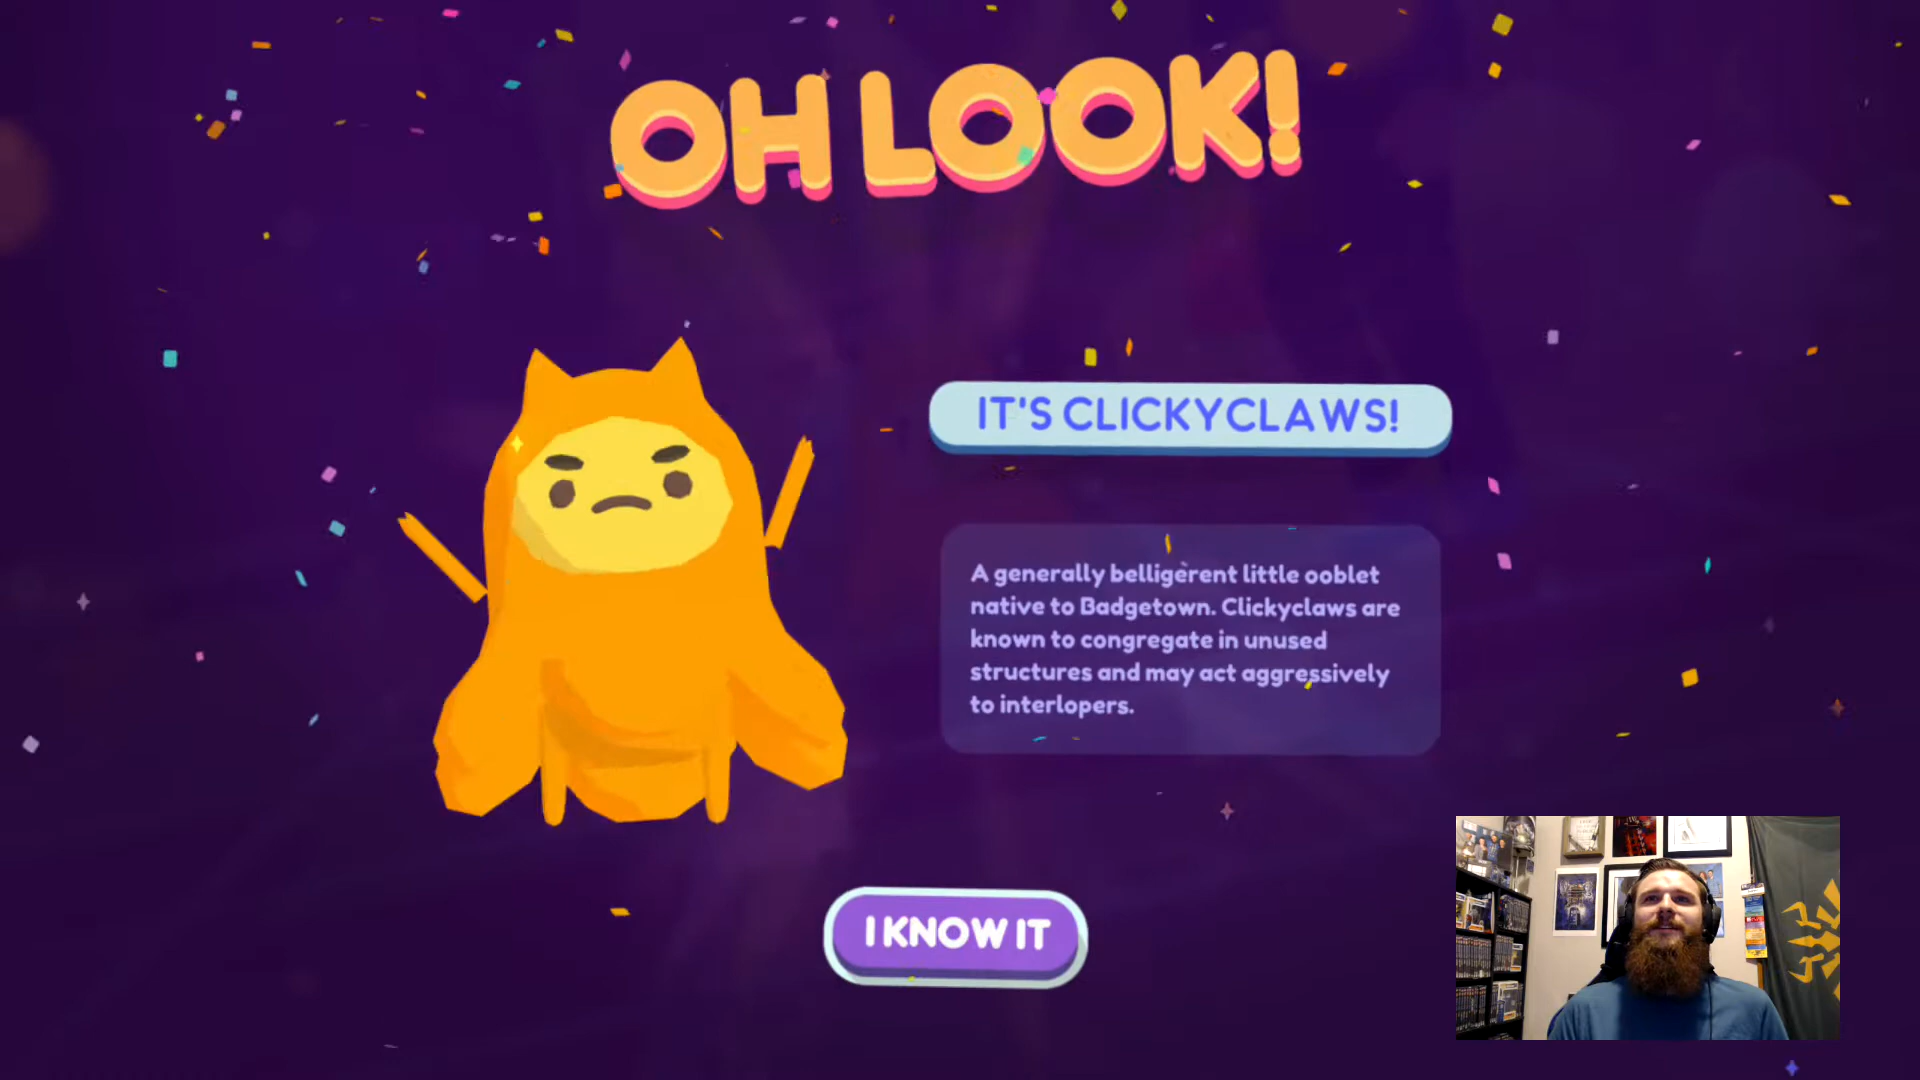 OH LOOK!
IT'S CLICKYCLAWS!
A generally belligerent little ooblet
native to Badgetown. Clickyclaws are
known to congregate in unused
structures and may act aggressively
to interlopers.
I KNOW IT